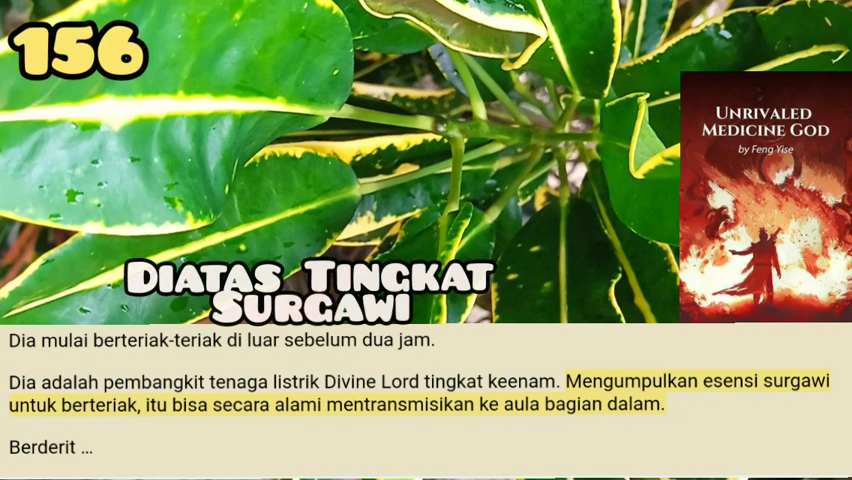 156
UNRIVALED
MEDICINE GOD
by Feng Yise
DIATAS TINGKAT
SURGAWI
Dia mulai berteriak-teriak di luar sebelum dua jam.
Dia adalah pembangkit tenaga listrik Divine Lord tingkat keenam. Mengumpulkan esensi surgawi
untuk berteriak, itu bisa secara alami mentransmisikan ke aula bagian dalam.
Berderit ...